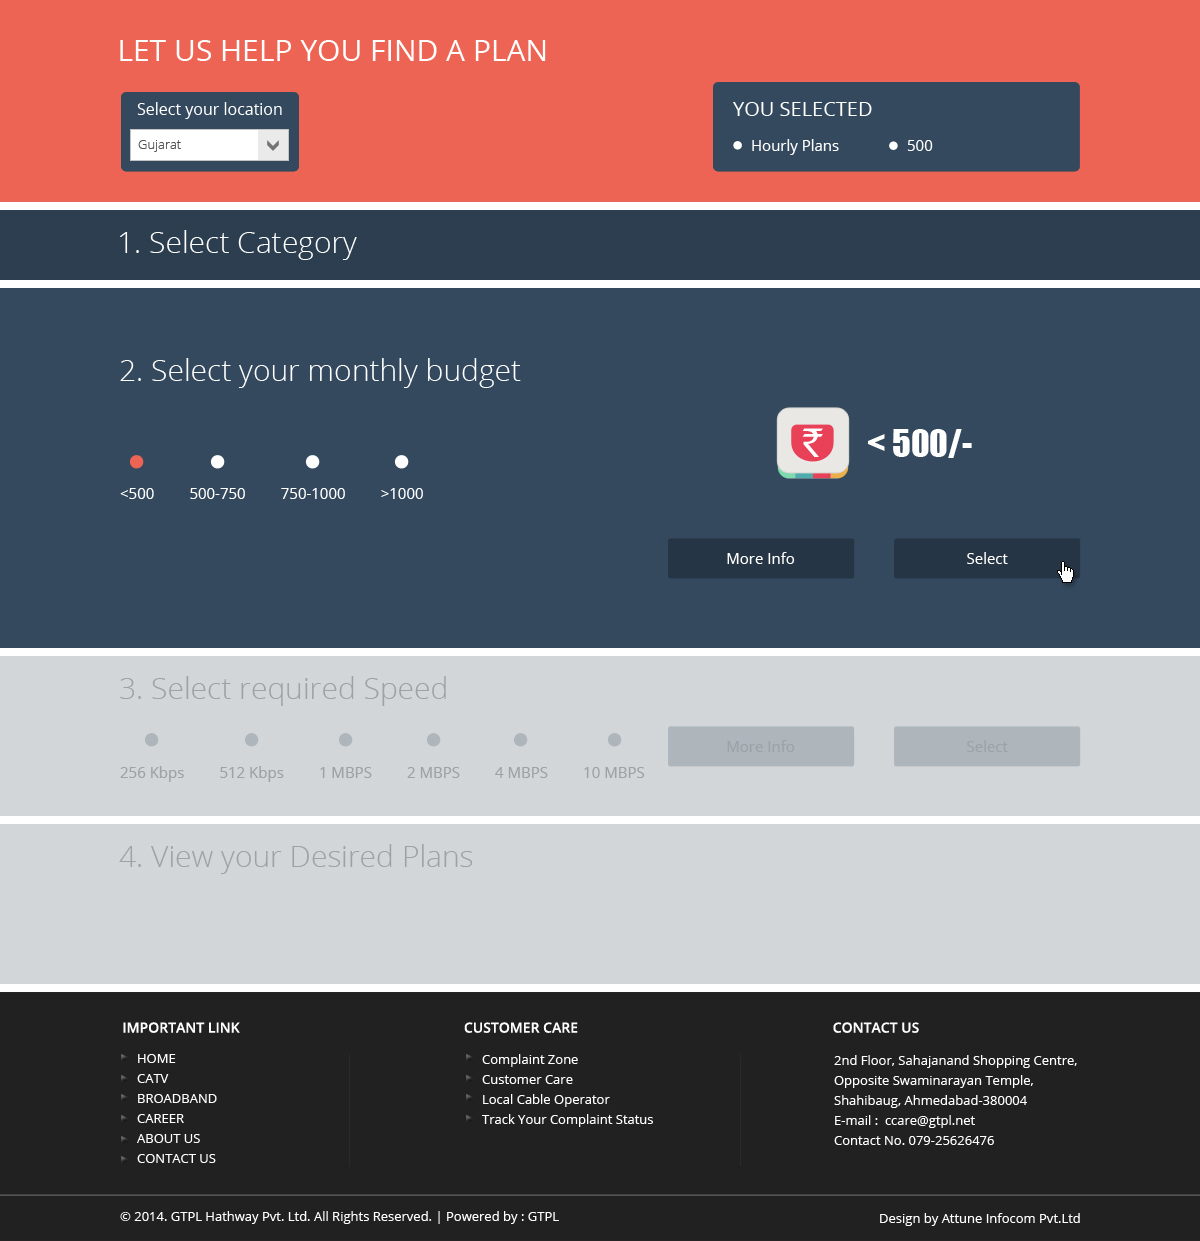 LET US HELP YOU FIND A PLAN
Select your location
Gujarat
YOU SELECTED
Hourly Plans
500
1. Select Category
2. Select your monthly budget
<500
500-750
750-1000
>1000
₹
< 500/-
More Info
Select
3. Select required Speed
256 Kbps
512 Kbps
1 MBPS
2 MBPS
4 MBPS
10 MBPS
More Info
Select
4. View your Desired Plans
IMPORTANT LINK
HOME
CATV
BROADBAND
CAREER
ABOUT US
CONTACT US
CUSTOMER CARE
Complaint Zone
Customer Care
Local Cable Operator
Track Your Complaint Status
CONTACT US
2nd Floor, Sahajanand Shopping Centre,
Opposite Swaminarayan Temple,
Shahibaug, Ahmedabad-380004
E-mail :  ccare@gtpl.net
Contact No. 079-25626476
© 2014. GTPL Hathway Pvt. Ltd. All Rights Reserved. | Powered by : GTPL
Design by Attune Infocom Pvt.Ltd